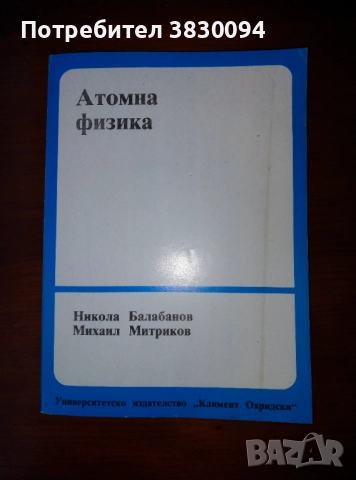 Потребител 3830094
Атомна
физика
Никола Балабанов
Михаил Митриков
Университетско издателство „Климент Охридски“
BAZAR